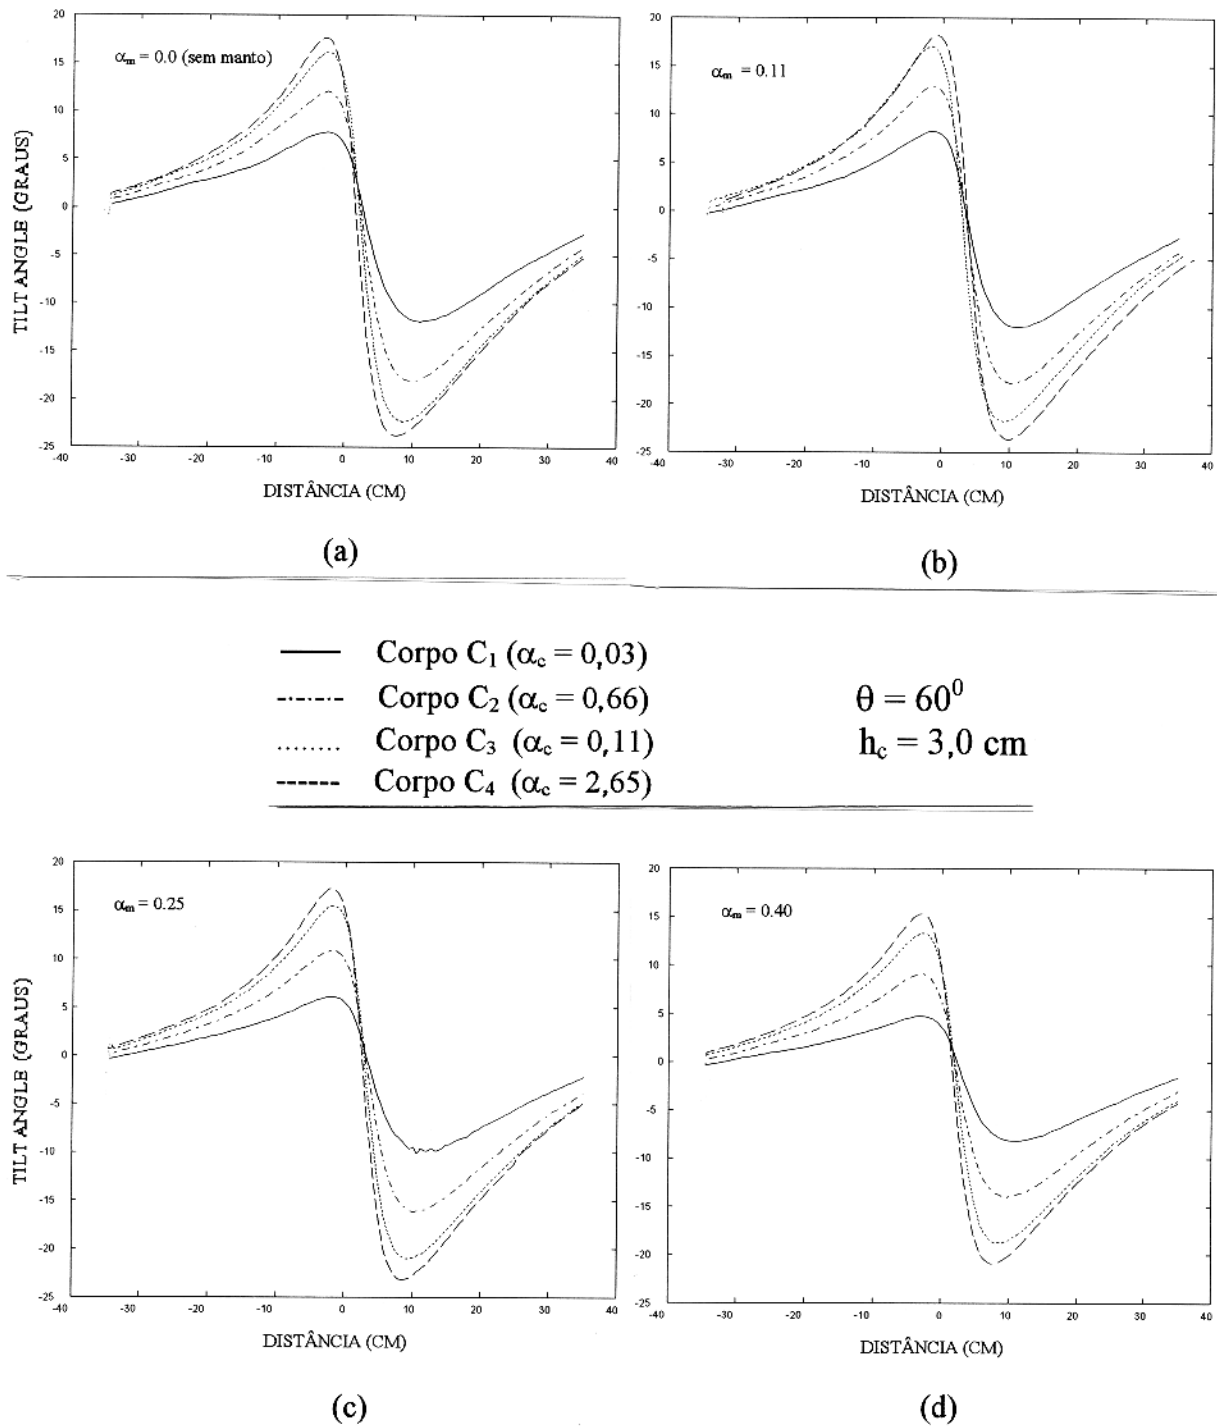 20
15
10
5
0
-5
-10
-15
-20
-25
-40 -30 -20 -10 0 10 20 30 40
TILT ANGLE (GRAUS)
DISTÂNCIA (CM)
αm = 0.0 (sem manto)
(a)
20
15
10
5
0
-5
-10
-15
-20
-25
-40 -30 -20 -10 0 10 20 30 40
DISTÂNCIA (CM)
αm = 0.11
(b)
Corpo C1 (αc = 0,03)
Corpo C2 (αc = 0,66)
Corpo C3 (αc = 0,11)
Corpo C4 (αc = 2,65)
θ = 60⁰
hc = 3,0 cm
20
15
10
5
0
-5
-10
-15
-20
-25
-40 -30 -20 -10 0 10 20 30 40
TILT ANGLE (GRAUS)
DISTÂNCIA (CM)
αm = 0.25
(c)
20
15
10
5
0
-5
-10
-15
-20
-25
-40 -30 -20 -10 0 10 20 30 40
DISTÂNCIA (CM)
αm = 0.40
(d)